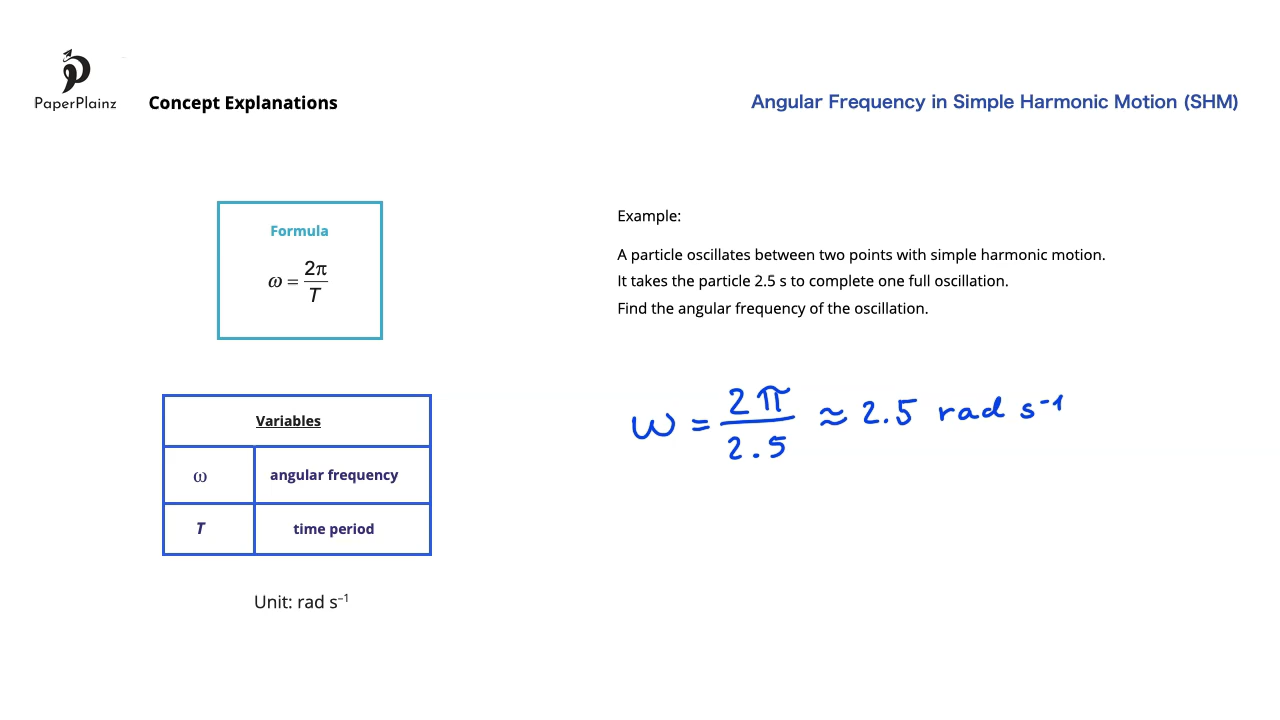 PaperPlainz
Concept Explanations
Angular Frequency in Simple Harmonic Motion (SHM)
Formula
ω = 2π/T
Variables
ω angular frequency
T time period
Unit: rad s⁻¹
Example:
A particle oscillates between two points with simple harmonic motion.
It takes the particle 2.5 s to complete one full oscillation.
Find the angular frequency of the oscillation.
ω = 2π/2.5 ≈ 2.5 rad s⁻¹